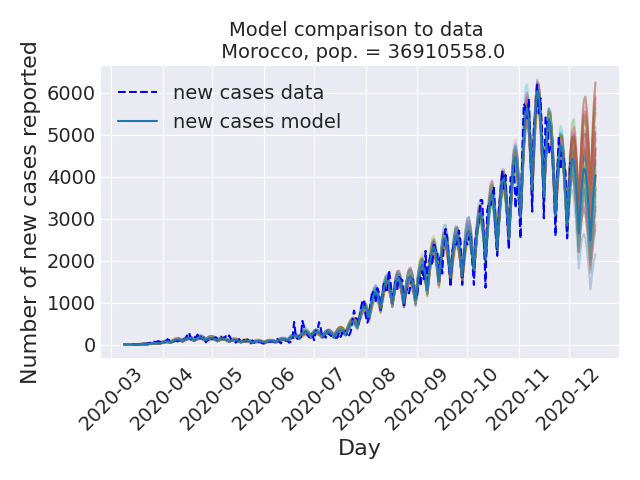 Model comparison to data
Morocco, pop. = 36910558.0
Number of new cases reported
6000
5000
4000
3000
2000
1000
0
new cases data
new cases model
2020-03
2020-04
2020-05
2020-06
2020-07
2020-08
2020-09
2020-10
2020-11
2020-12
Day